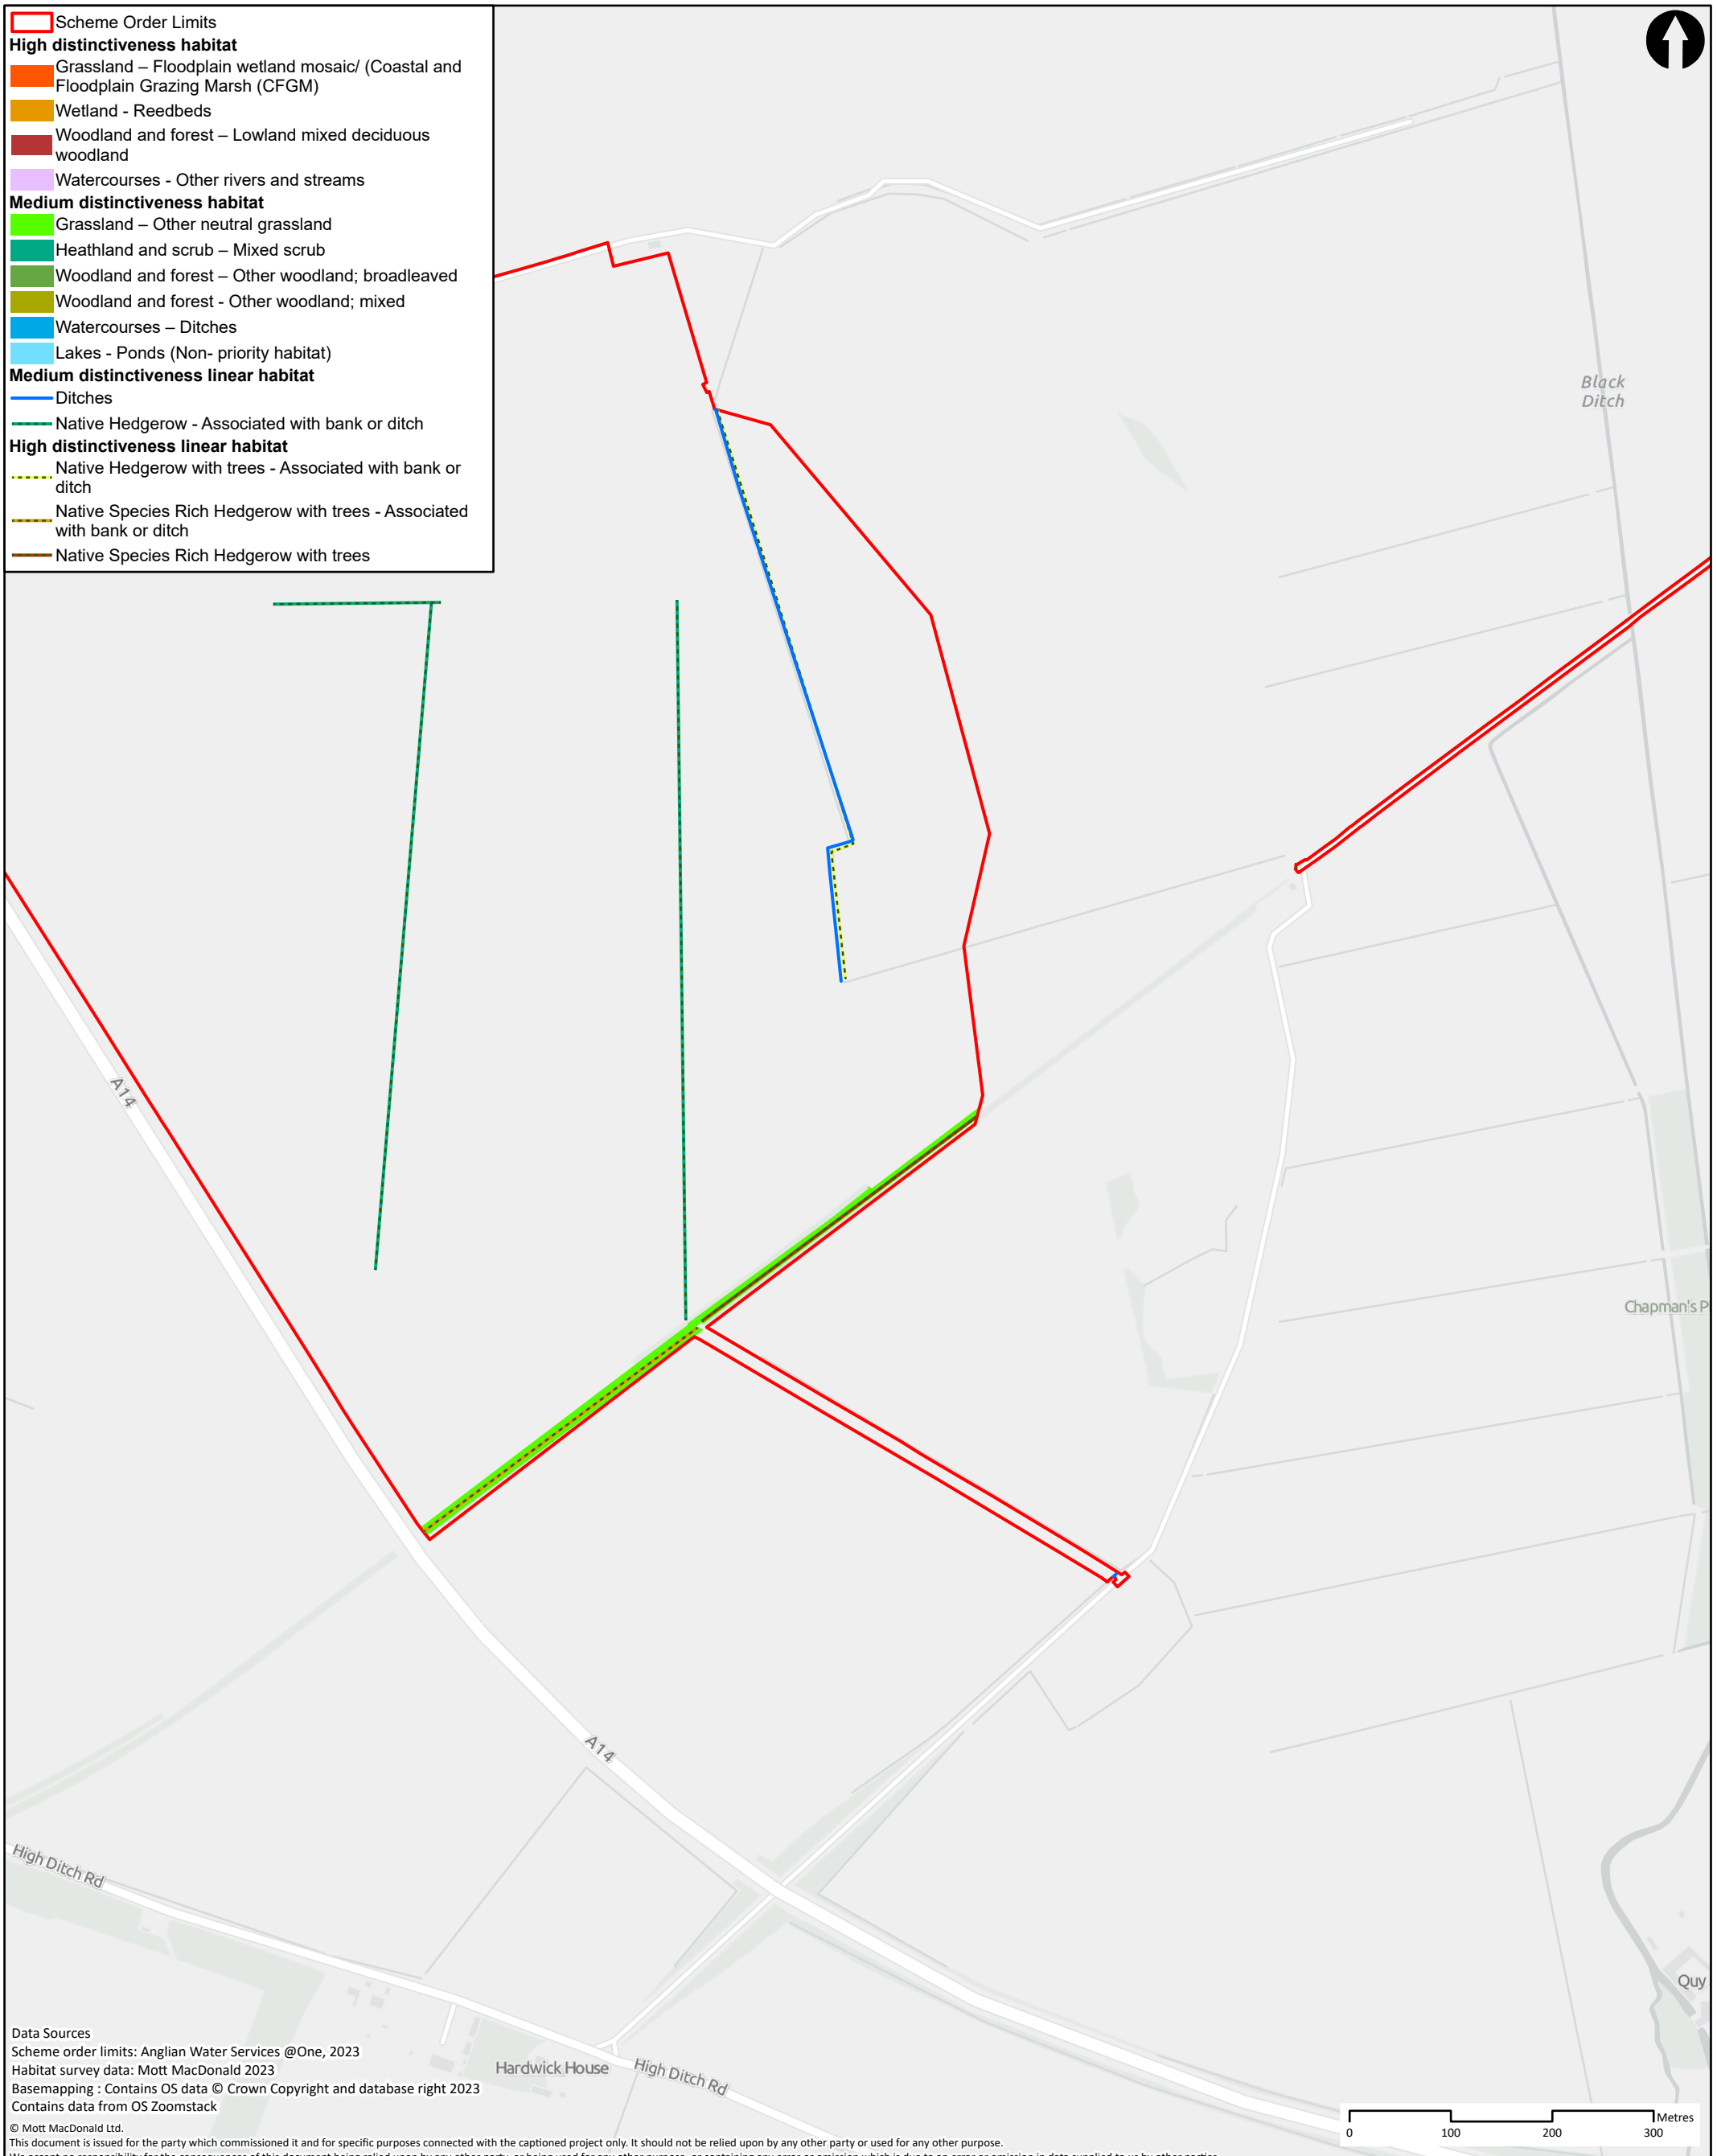 Scheme Order Limits
High distinctiveness habitat
Grassland – Floodplain wetland mosaic/ (Coastal and
Floodplain Grazing Marsh (CFGM)
Wetland - Reedbeds
Woodland and forest – Lowland mixed deciduous
woodland
Watercourses - Other rivers and streams
Medium distinctiveness habitat
Grassland – Other neutral grassland
Heathland and scrub – Mixed scrub
Woodland and forest – Other woodland; broadleaved
Woodland and forest - Other woodland; mixed
Watercourses – Ditches
Lakes - Ponds (Non- priority habitat)
Medium distinctiveness linear habitat
Ditches
Native Hedgerow - Associated with bank or ditch
High distinctiveness linear habitat
Native Hedgerow with trees - Associated with bank or
ditch
Native Species Rich Hedgerow with trees - Associated
with bank or ditch
Native Species Rich Hedgerow with trees
Black
Ditch
A14
Chapman's P
A14
High Ditch Rd
Quy
Hardwick House
High Ditch Rd
Data Sources
Scheme order limits: Anglian Water Services @One, 2023
Habitat survey data: Mott MacDonald 2023
Basemapping : Contains OS data © Crown Copyright and database right 2023
Contains data from OS Zoomstack
© Mott MacDonald Ltd.
This document is issued for the party which commissioned it and for specific purposes connected with the captioned project only. It should not be relied upon by any other party or used for any other purpose.
Metres
0 100 200 300